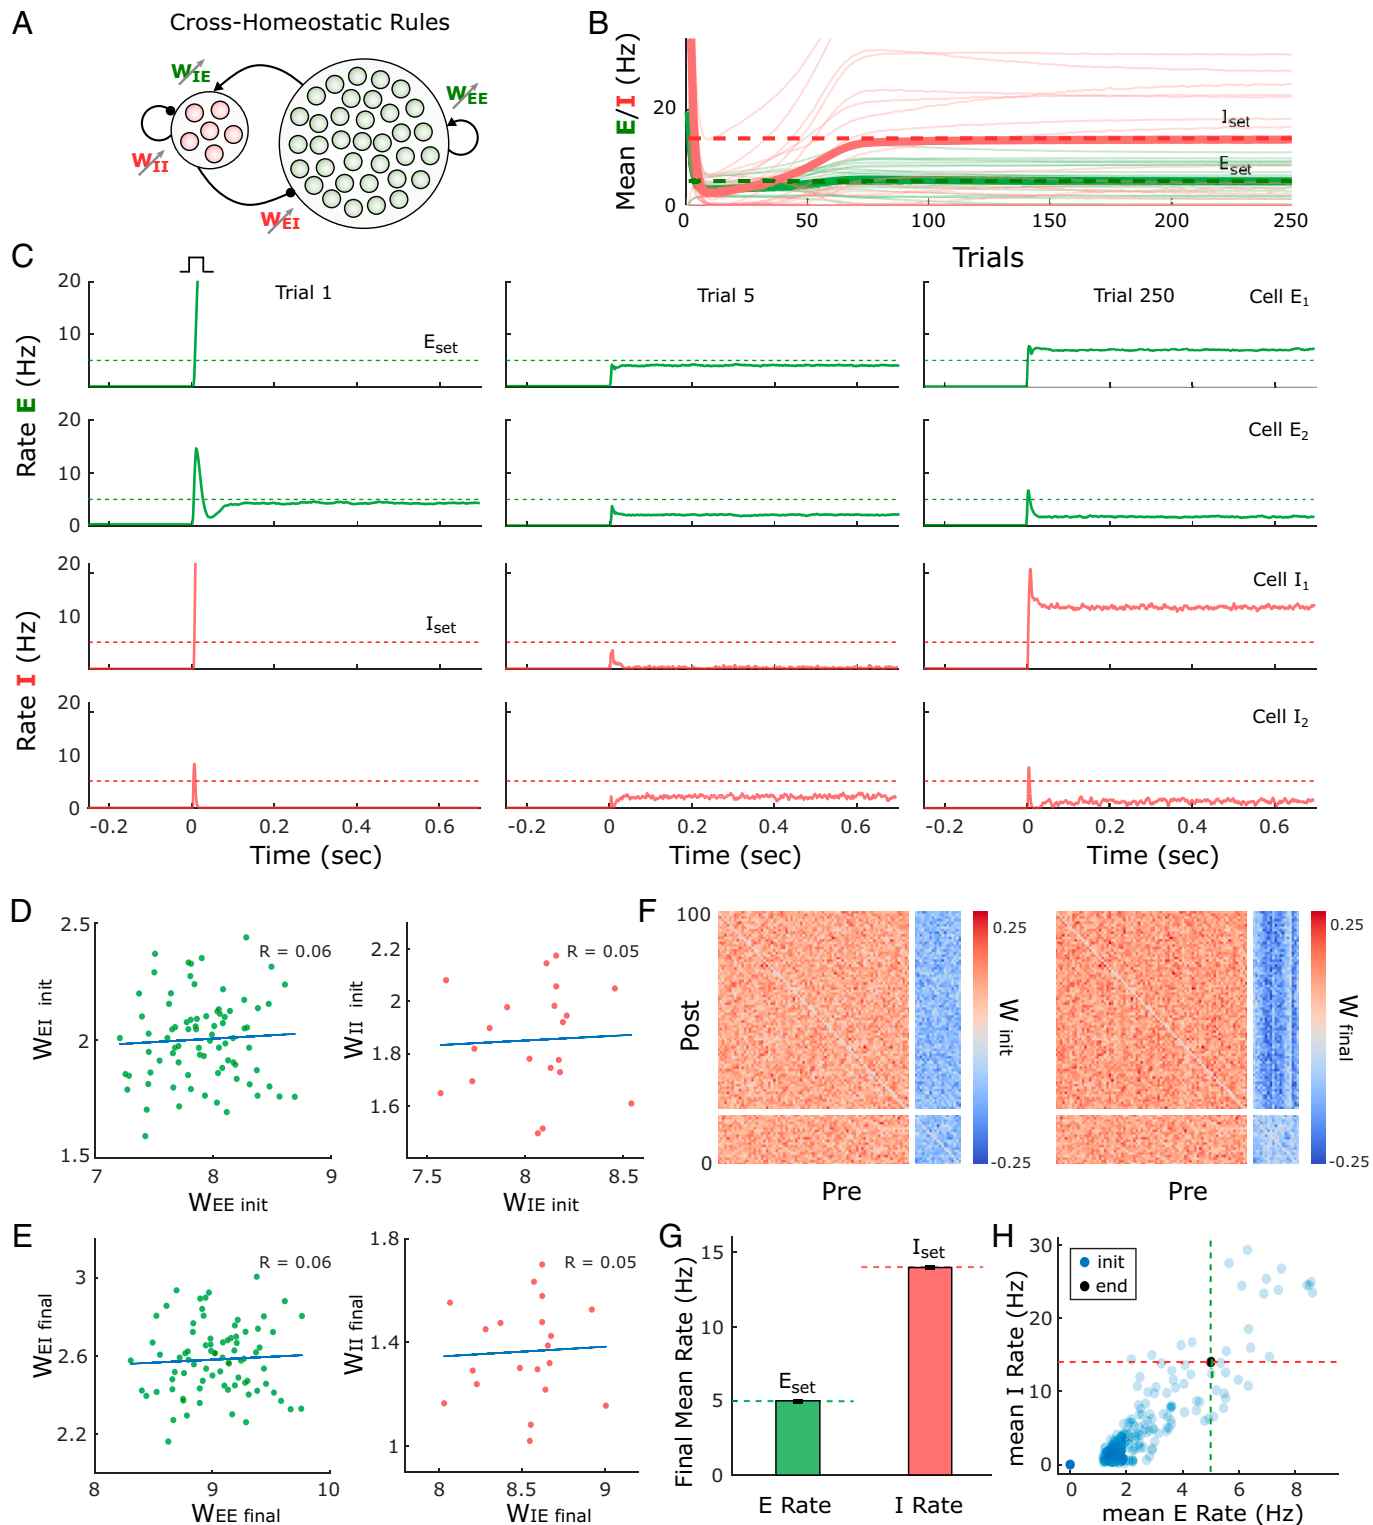 A
Cross-Homeostatic Rules
W_IE
W_EE
W_II
W_EI
B
Mean E/I (Hz)
20
0
I_set
E_set
0 50 100 150 200 250
Trials
C
Trial 1
Trial 5
Trial 250
Cell E_1
Rate E (Hz)
20
10
0
E_set
Cell E_2
20
10
0
Cell I_1
Rate I (Hz)
20
10
0
I_set
Cell I_2
20
10
0
-0.2 0 0.2 0.4 0.6
-0.2 0 0.2 0.4 0.6
-0.2 0 0.2 0.4 0.6
Time (sec)
Time (sec)
Time (sec)
D
W_EI init
2.5
2
1.5
R = 0.06
7 8 9
W_EE init
W_II init
2.2
2
1.8
1.6
R = 0.05
7.5 8 8.5
W_IE init
E
W_EI final
3
2.6
2.2
R = 0.06
8 9 10
W_EE final
W_II final
1.8
1.4
1
R = 0.05
8 8.5 9
W_IE final
F
Post
100
0
Pre
0.25
-0.25
W init
Pre
0.25
-0.25
W final
G
Final Mean Rate (Hz)
15
10
5
0
E_set
I_set
E Rate I Rate
H
mean I Rate (Hz)
30
20
10
0
init
end
0 2 4 6 8
mean E Rate (Hz)